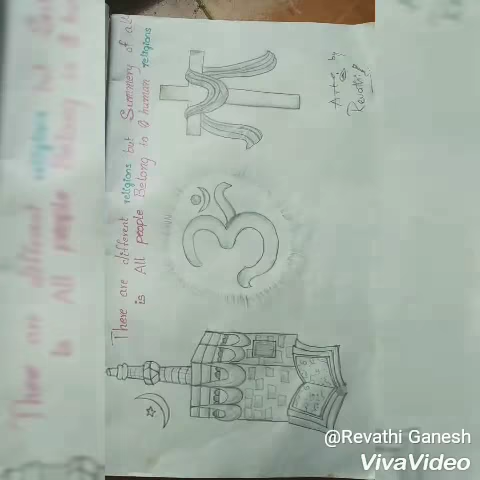 There are different religions but Summery of all
is All people Belong to 1 human religions
Arts by
Revathi
@Revathi Ganesh
VivaVideo